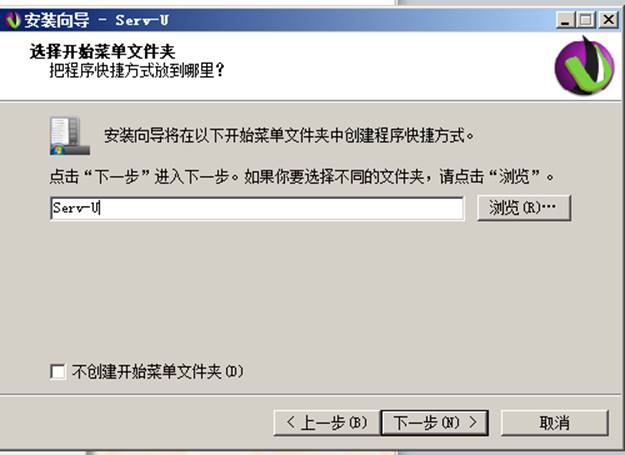 安装向导 - Serv-U
选择开始菜单文件夹
把程序快捷方式放到哪里？
安装向导将在以下开始菜单文件夹中创建程序快捷方式。
点击“下一步”进入下一步。如果你要选择不同的文件夹，请点击“浏览”。
Serv-U
浏览(R)…
不创建开始菜单文件夹(D)
< 上一步(B)
下一步(N) >
取消